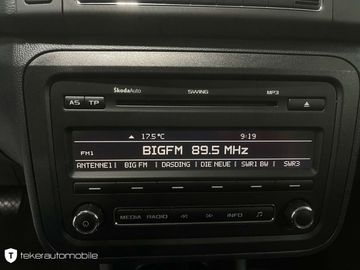 ŠkodaAuto SWING MP3
AS TP
17.5°C 9:19
FM1 BIGFM 89.5 MHz
ANTENNE1 BIG FM DASDING DIE NEUE SWR1 BW SWR3
MEDIA RADIO INFO
tekerautomobile